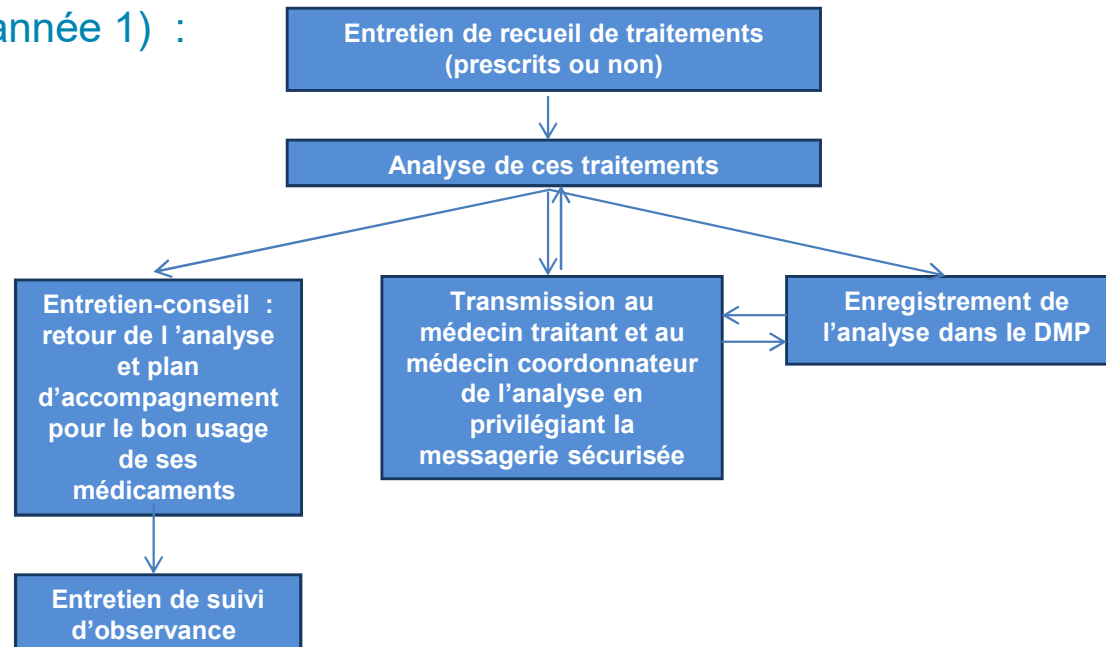 année 1) :
Entretien de recueil de traitements
(prescrits ou non)
Analyse de ces traitements
Entretien-conseil :
retour de l ’analyse
et plan
d’accompagnement
pour le bon usage
de ses
médicaments
Transmission au
médecin traitant et au
médecin coordonnateur
de l’analyse en
privilégiant la
messagerie sécurisée
Enregistrement de
l’analyse dans le DMP
Entretien de suivi
d’observance